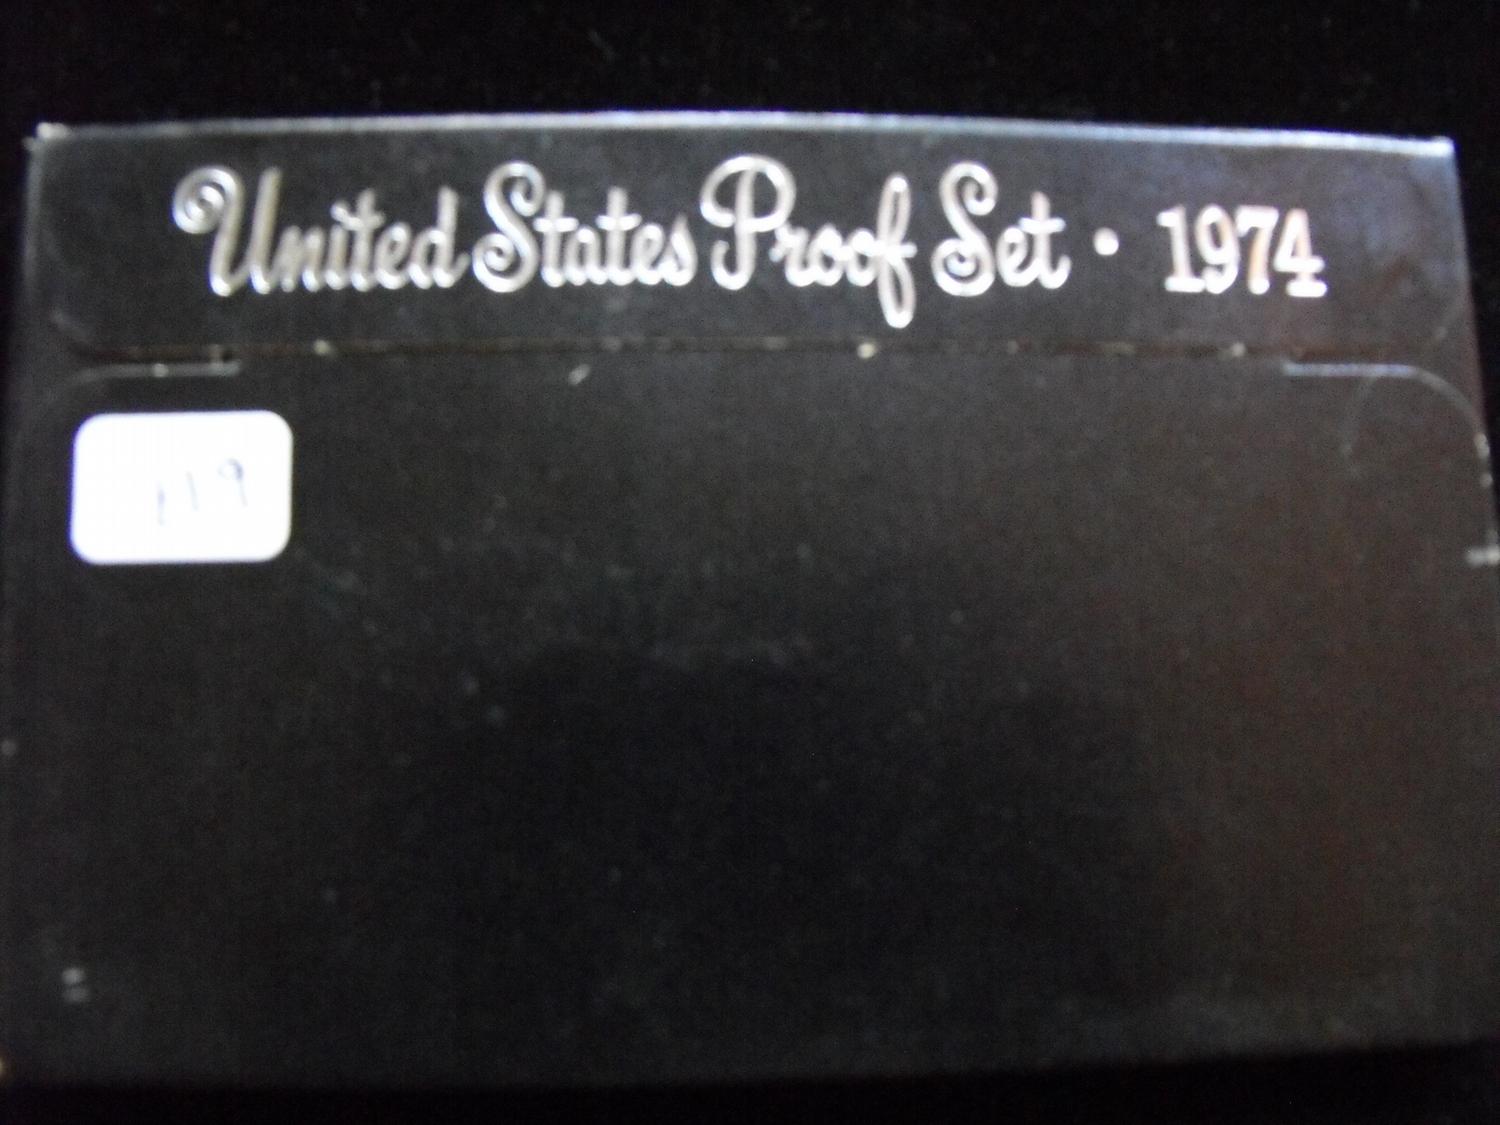 United States Proof Set · 1974
119